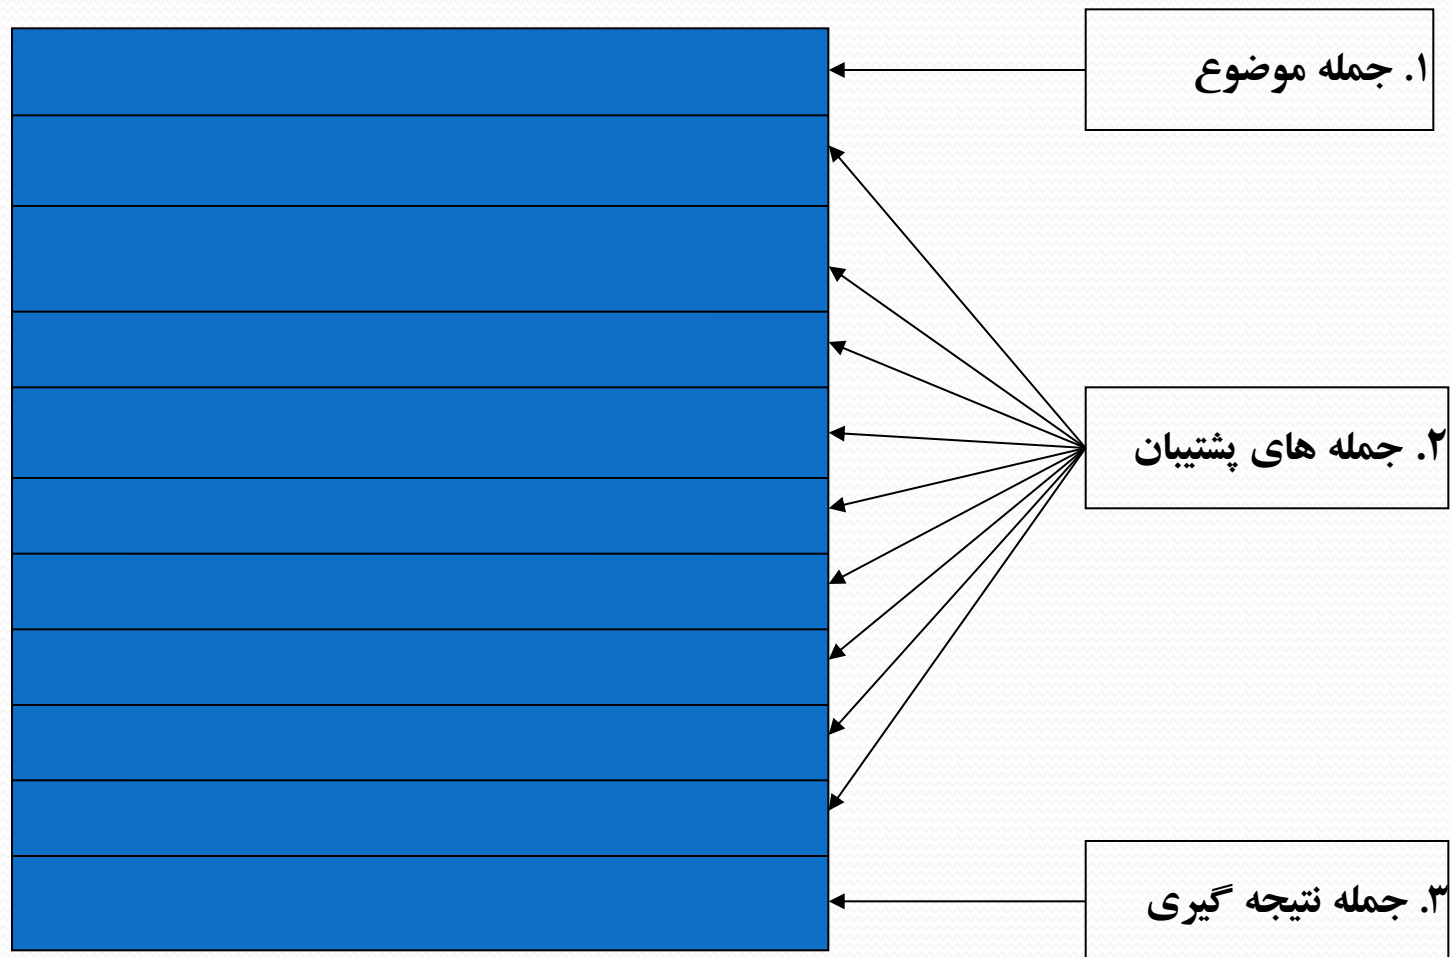 ۱. جمله موضوع
۲. جمله های پشتیبان
۳. جمله نتیجه گیری